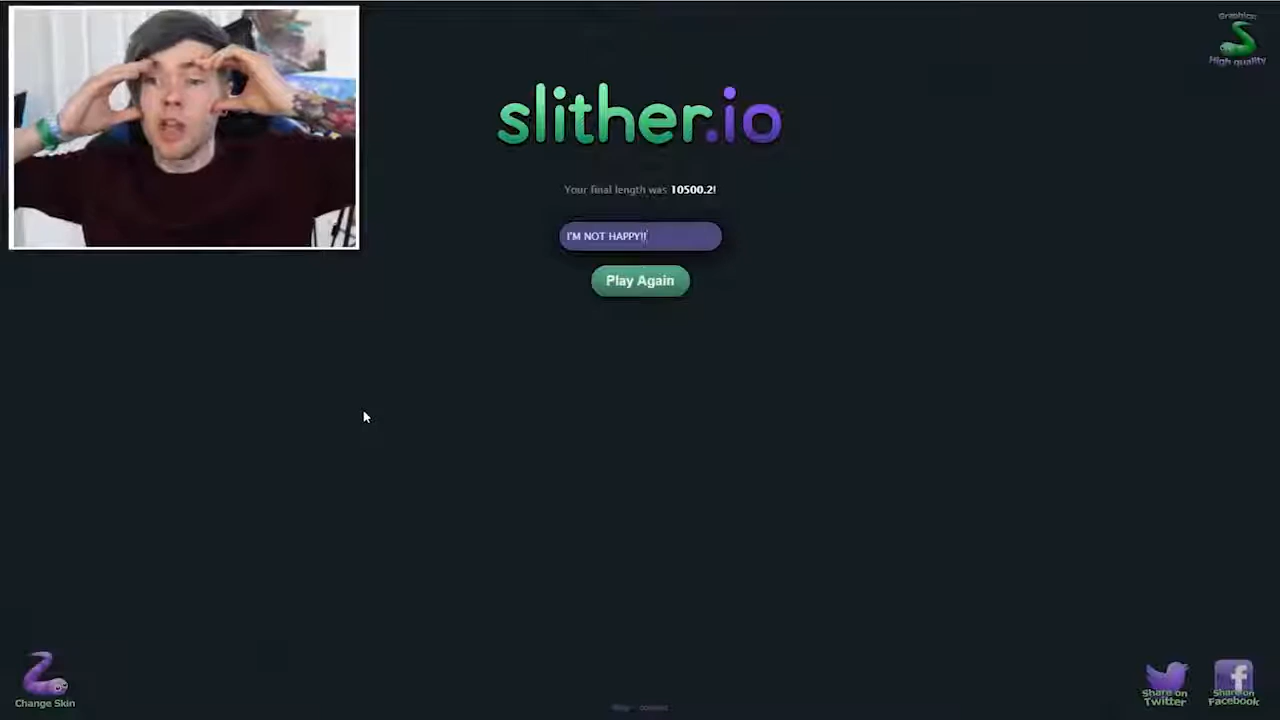 Graphics:
High quality
slither.io
Your final length was 10500.2!
I'M NOT HAPPY!!
Play Again
Change Skin
Share on
Twitter
Share on
Facebook